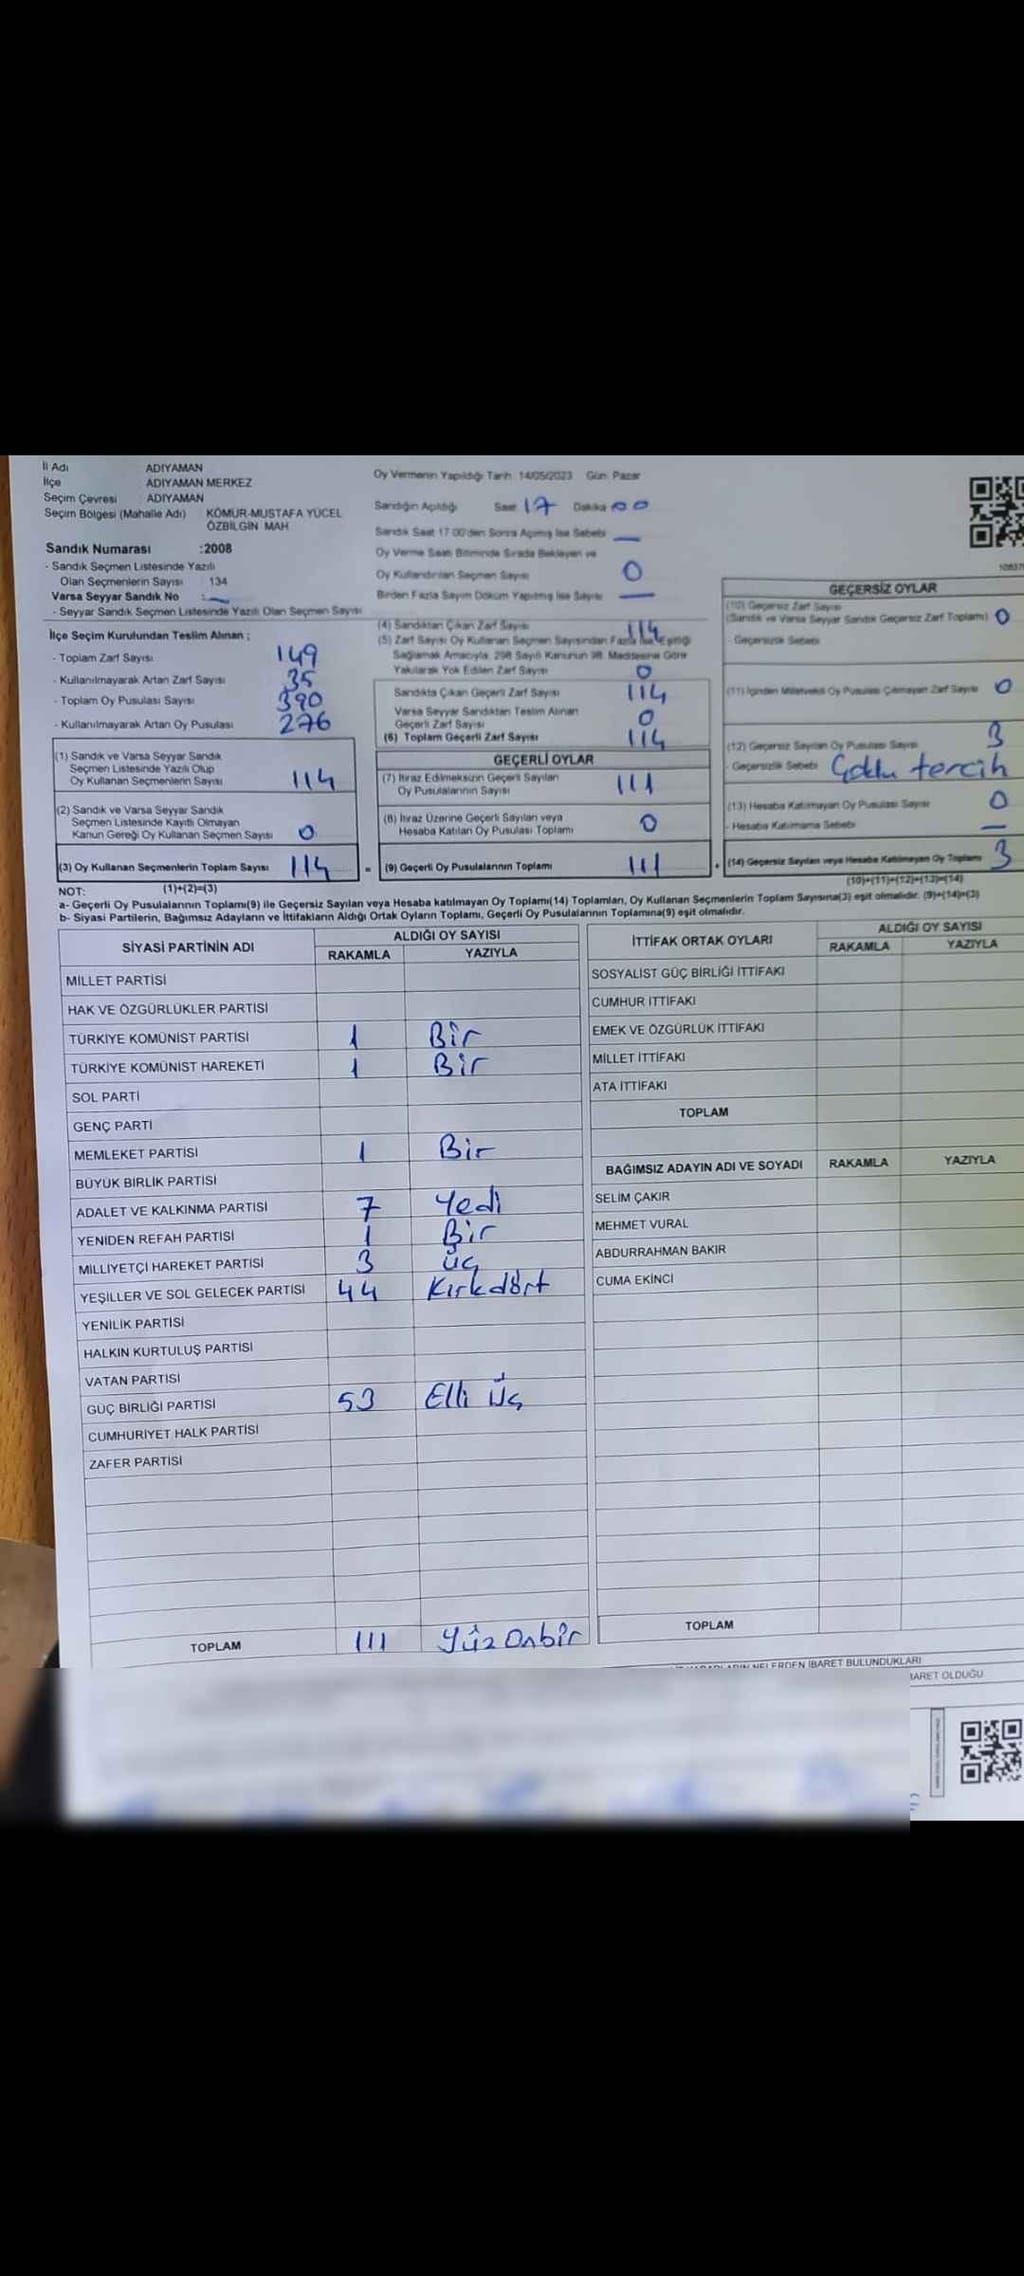 İl Adı ADIYAMAN
İlçe ADIYAMAN MERKEZ
Seçim Çevresi : ADIYAMAN
Seçim Bölgesi (Mahalle Adı) KÖMÜR-MUSTAFA YÜCEL
ÖZBİLGİN MAH
Sandık Numarası :2008
- Sandık Seçmen Listesinde Yazılı
Olan Seçmenlerin Sayısı : 134
Varsa Seyyar Sandık No :
- Seyyar Sandık Seçmen Listesinde Yazılı Olan Seçmen Sayısı
İlçe Seçim Kurulundan Teslim Alınan ;
- Toplam Zarf Sayısı 149
- Kullanılmayarak Artan Zarf Sayısı 35
- Toplam Oy Pusulası Sayısı 390
- Kullanılmayarak Artan Oy Pusulası 276
(1) Sandık ve Varsa Seyyar Sandık
Seçmen Listesinde Yazılı Olup
Oy Kullanan Seçmenlerin Sayısı 114
(2) Sandık ve Varsa Seyyar Sandık
Seçmen Listesinde Kayıtlı Olmayan
Kanun Gereği Oy Kullanan Seçmen Sayısı 0
(3) Oy Kullanan Seçmenlerin Toplam Sayısı 114 =
(1)+(2)=(3)
Oy Vermenin Yapıldığı Tarih : 14/05/2023 Gün: Pazar
Sandığın Açıldığı Saat 17 Dakika 00
Sandık Saat 17:00'den Sonra Açılmış İse Sebebi —
Oy Verme Saati Bitiminde Sırada Bekleyen ve
Oy Kullandırılan Seçmen Sayısı 0
Birden Fazla Sayım Döküm Yapılmış İse Sayısı —
(4) Sandıktan Çıkan Zarf Sayısı 114
(5) Zarf Sayısı Oy Kullanan Seçmen Sayısından Fazla İse, Eşitliği
Sağlamak Amacıyla, 298 Sayılı Kanunun 98. Maddesine Göre
Yakılarak Yok Edilen Zarf Sayısı 0
Sandıkta Çıkan Geçerli Zarf Sayısı 114
Varsa Seyyar Sandıktan Teslim Alınan
Geçerli Zarf Sayısı 0
(6) Toplam Geçerli Zarf Sayısı 114
GEÇERLİ OYLAR
(7) İtiraz Edilmeksizin Geçerli Sayılan
Oy Pusulalarının Sayısı 111
(8) İtiraz Üzerine Geçerli Sayılan veya
Hesaba Katılan Oy Pusulası Toplamı 0
(9) Geçerli Oy Pusulalarının Toplamı 111 +
GEÇERSİZ OYLAR
(10) Geçersiz Zarf Sayısı
(Sandık ve Varsa Seyyar Sandık Geçersiz Zarf Toplamı) 0
- Geçersizlik Sebebi
(11) İçinden Milletvekili Oy Pusulası Çıkmayan Zarf Sayısı 0
(12) Geçersiz Sayılan Oy Pusulası Sayısı 3
- Geçersizlik Sebebi Çoklu tercih
(13) Hesaba Katılmayan Oy Pusulası Sayısı 0
- Hesaba Katılmama Sebebi —
(14) Geçersiz Sayılan veya Hesaba Katılmayan Oy Toplamı 3
(10)+(11)+(12)+(13)=(14)
NOT:
a- Geçerli Oy Pusulalarının Toplamı(9) ile Geçersiz Sayılan veya Hesaba katılmayan Oy Toplamı(14) Toplamları, Oy Kullanan Seçmenlerin Toplam Sayısına(3) eşit olmalıdır. (9)+(14)=(3)
b- Siyasi Partilerin, Bağımsız Adayların ve İttifakların Aldığı Ortak Oyların Toplamı, Geçerli Oy Pusulalarının Toplamına(9) eşit olmalıdır.
SİYASİ PARTİNİN ADI ALDIĞI OY SAYISI
RAKAMLA YAZIYLA
MİLLET PARTİSİ
HAK VE ÖZGÜRLÜKLER PARTİSİ
TÜRKİYE KOMÜNİST PARTİSİ 1 Bir
TÜRKİYE KOMÜNİST HAREKETİ 1 Bir
SOL PARTİ
GENÇ PARTİ
MEMLEKET PARTİSİ 1 Bir
BÜYÜK BİRLİK PARTİSİ
ADALET VE KALKINMA PARTİSİ 7 Yedi
YENİDEN REFAH PARTİSİ 1 Bir
MİLLİYETÇİ HAREKET PARTİSİ 3 üç
YEŞİLLER VE SOL GELECEK PARTİSİ 44 Kırkdört
YENİLİK PARTİSİ
HALKIN KURTULUŞ PARTİSİ
VATAN PARTİSİ
GÜÇ BİRLİĞİ PARTİSİ 53 Elli Üç
CUMHURİYET HALK PARTİSİ
ZAFER PARTİSİ
TOPLAM 111 Yüz Onbir
İTTİFAK ORTAK OYLARI ALDIĞI OY SAYISI
RAKAMLA YAZIYLA
SOSYALİST GÜÇ BİRLİĞİ İTTİFAKI
CUMHUR İTTİFAKI
EMEK VE ÖZGÜRLÜK İTTİFAKI
MİLLET İTTİFAKI
ATA İTTİFAKI
TOPLAM
BAĞIMSIZ ADAYIN ADI VE SOYADI RAKAMLA YAZIYLA
SELİM ÇAKIR
MEHMET VURAL
ABDURRAHMAN BAKIR
CUMA EKİNCİ
TOPLAM
NELERDEN İBARET BULUNDUKLARI
OLDUĞU